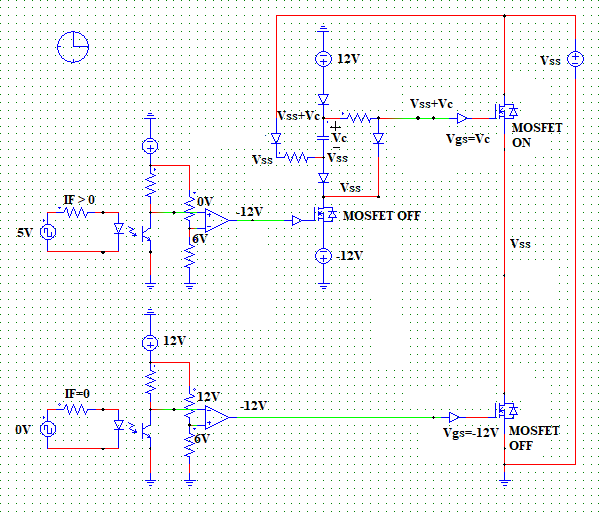 Vss
12V
Vss+Vc
Vss+Vc
Vc
Vgs=Vc
MOSFET
ON
Vss
Vss
Vss
IF > 0
0V
-12V
MOSFET OFF
5V
6V
Vss
-12V
12V
IF=0
12V
-12V
0V
6V
Vgs=-12V
MOSFET
OFF